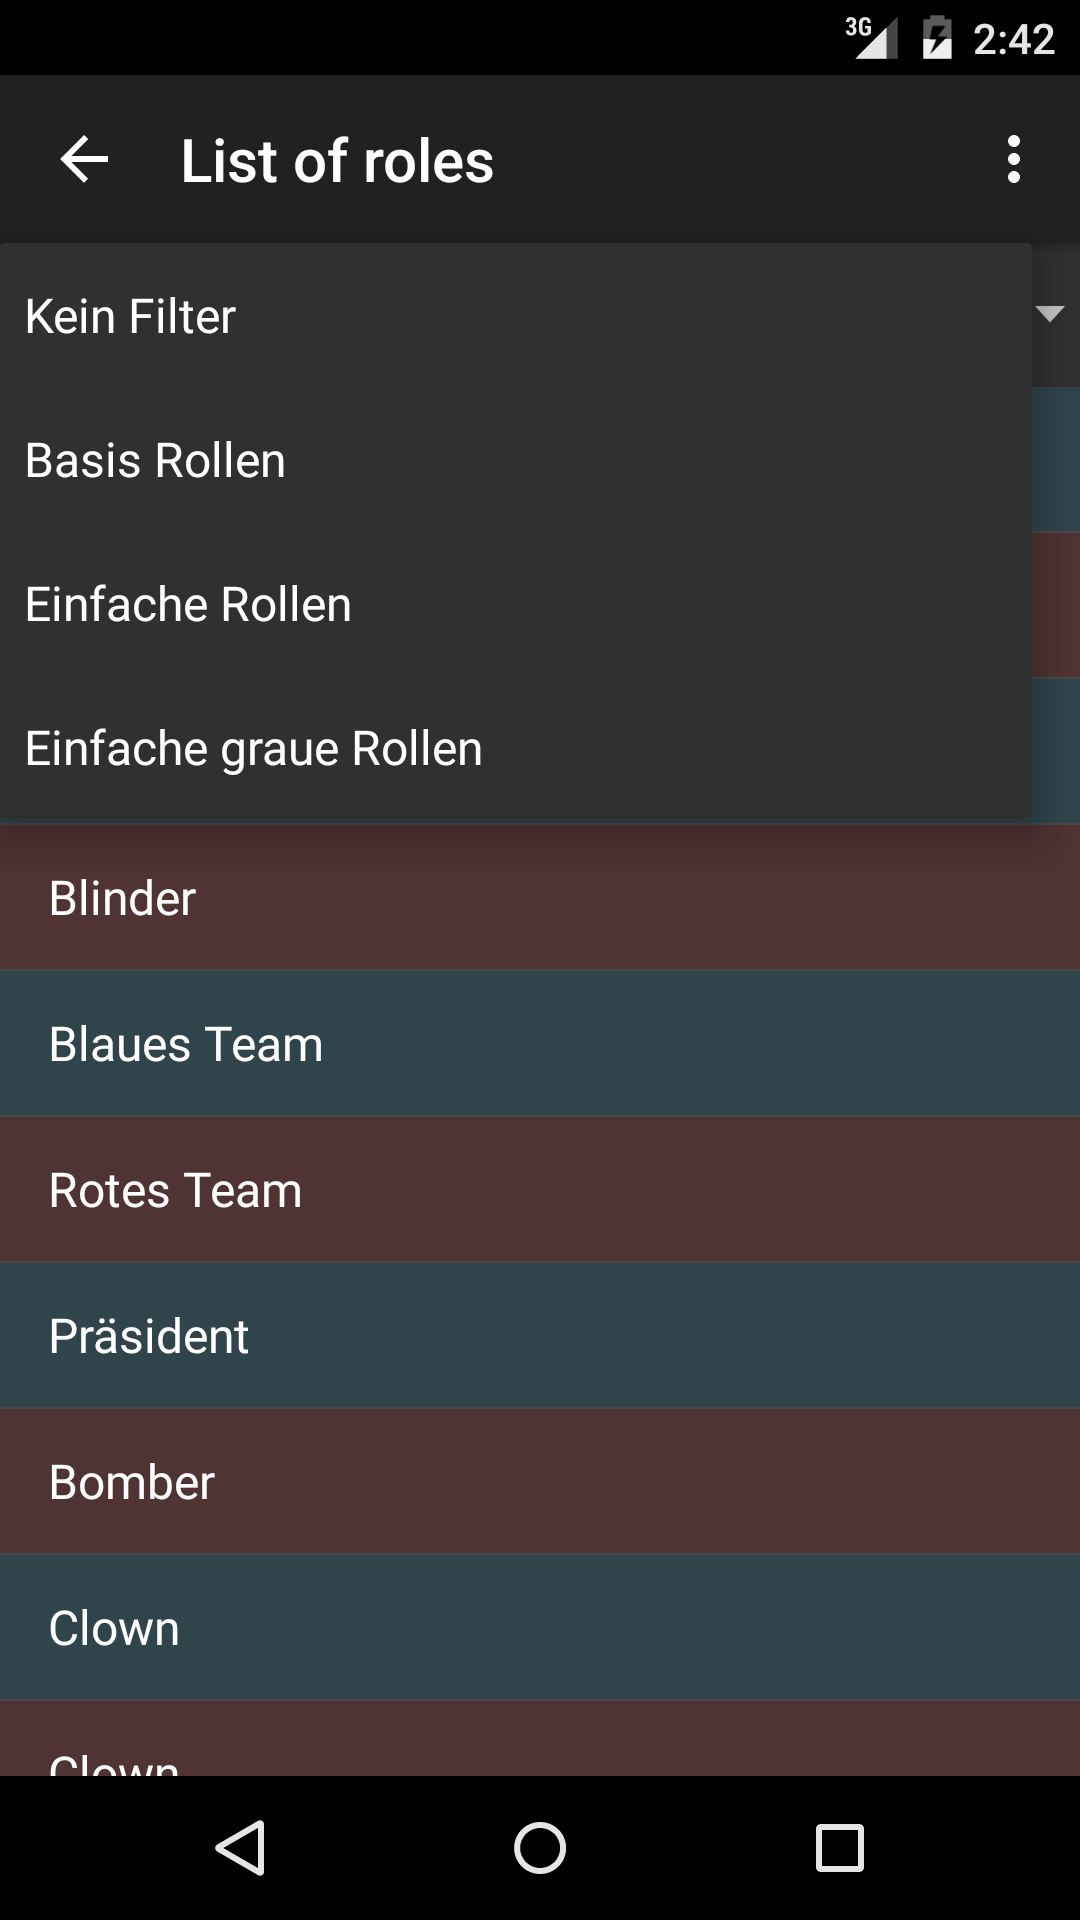 3G 2:42
List of roles
Kein Filter
Basis Rollen
Einfache Rollen
Einfache graue Rollen
Blinder
Blaues Team
Rotes Team
Präsident
Bomber
Clown
Clown